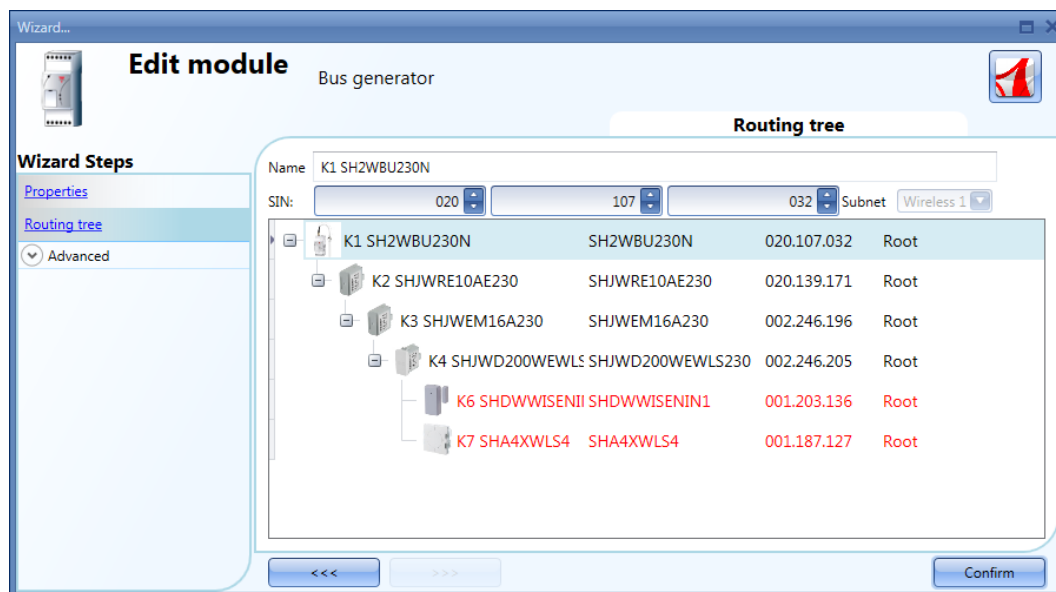 Wizard...
Edit module
Bus generator
Routing tree
Wizard Steps
Properties
Routing tree
Advanced
Name K1 SH2WBU230N
SIN: 020 107 032 Subnet Wireless 1
K1 SH2WBU230N SH2WBU230N 020.107.032 Root
K2 SHJWRE10AE230 SHJWRE10AE230 020.139.171 Root
K3 SHJWEM16A230 SHJWEM16A230 002.246.196 Root
K4 SHJWD200WEWLS SHJWD200WEWLS230 002.246.205 Root
K6 SHDWWISENIN SHDWWISENIN1 001.203.136 Root
K7 SHA4XWLS4 SHA4XWLS4 001.187.127 Root
<<< >>> Confirm